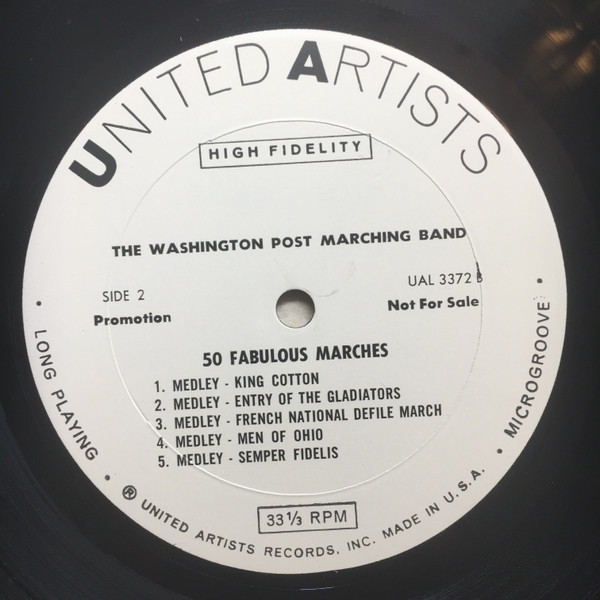 UNITED ARTISTS
HIGH FIDELITY
THE WASHINGTON POST MARCHING BAND
SIDE 2
UAL 3372 B
Promotion
Not For Sale
50 FABULOUS MARCHES
1. MEDLEY - KING COTTON
2. MEDLEY - ENTRY OF THE GLADIATORS
3. MEDLEY - FRENCH NATIONAL DEFILE MARCH
4. MEDLEY - MEN OF OHIO
5. MEDLEY - SEMPER FIDELIS
33 1/3 RPM
• LONG PLAYING • ® UNITED ARTISTS RECORDS, INC. MADE IN U.S.A. • MICROGROOVE •